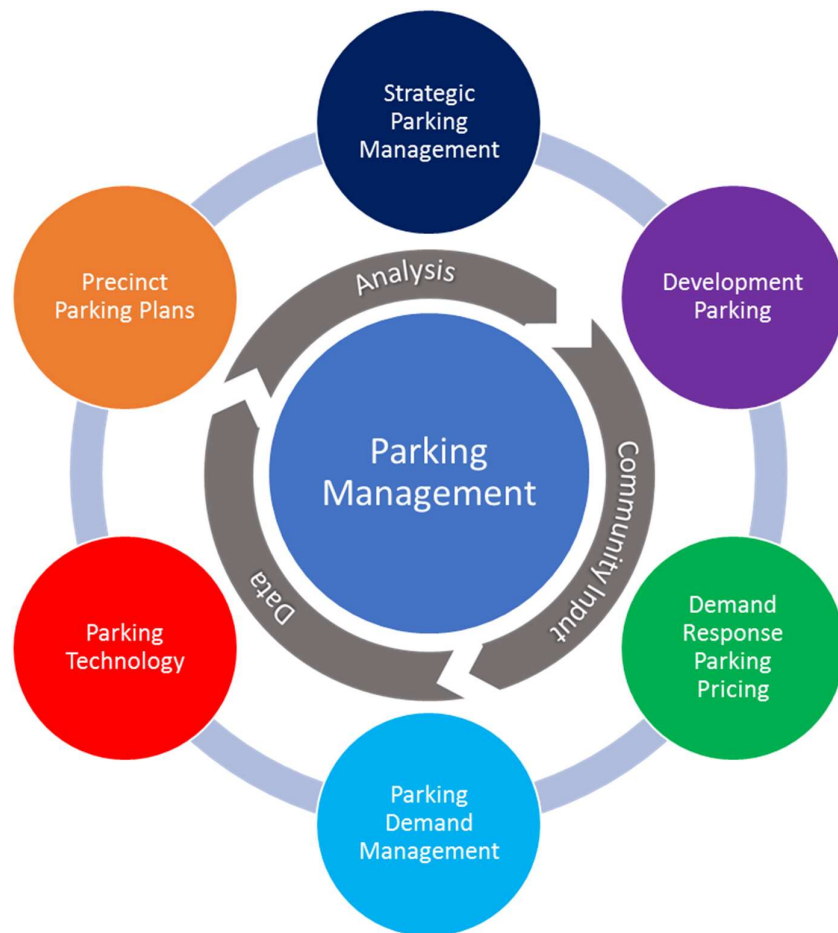 Strategic
Parking
Management
Precinct
Parking Plans
Analysis
Development
Parking
Parking
Management
Community Input
Data
Parking
Technology
Demand
Response
Parking
Pricing
Parking
Demand
Management